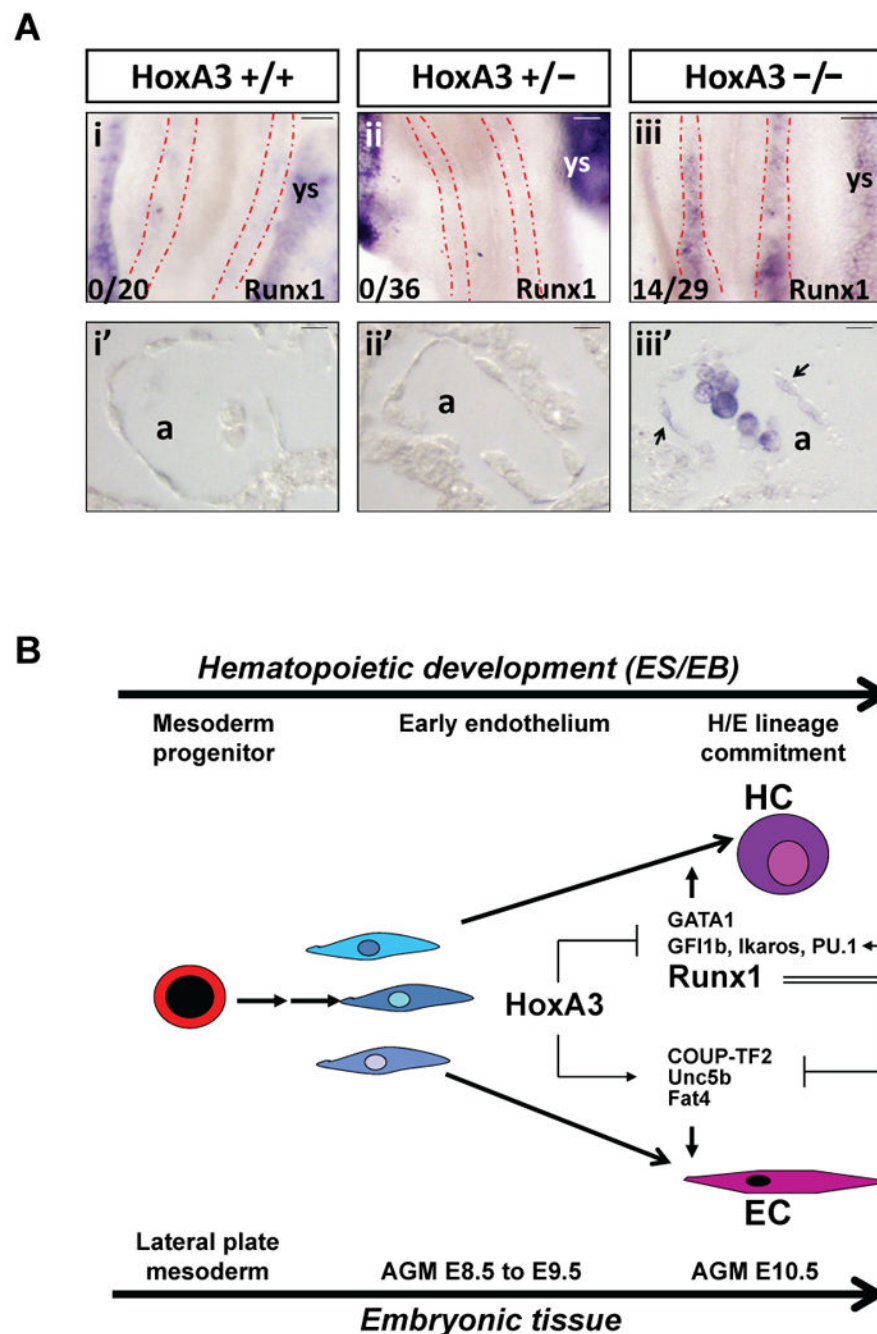 A
HoxA3 +/+
HoxA3 +/−
HoxA3 −/−
i
ys
0/20
Runx1
ii
ys
0/36
Runx1
iii
ys
14/29
Runx1
i’
a
ii’
a
iii’
a
B
Hematopoietic development (ES/EB)
Mesoderm
progenitor
Early endothelium
H/E lineage
commitment
HC
GATA1
GFI1b, Ikaros, PU.1
Runx1
HoxA3
COUP-TF2
Unc5b
Fat4
EC
Lateral plate
mesoderm
AGM E8.5 to E9.5
AGM E10.5
Embryonic tissue